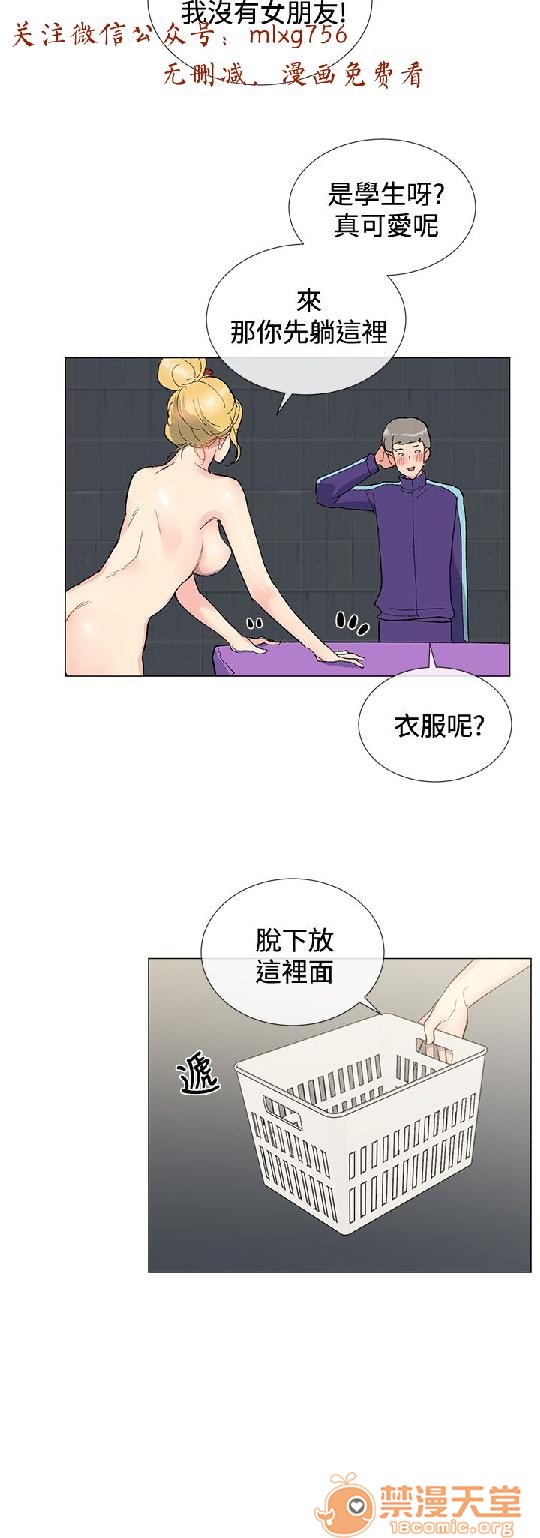 我沒有女朋友!
关注微信公众号：mlxg756
无删减，漫画免费看
是學生呀?
真可愛呢
來
那你先躺這裡
衣服呢?
脫下放
這裡面
遞
禁漫天堂
18comic.org